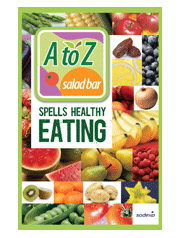 A to Z
salad bar
SPELLS HEALTHY
EATING
sodexo